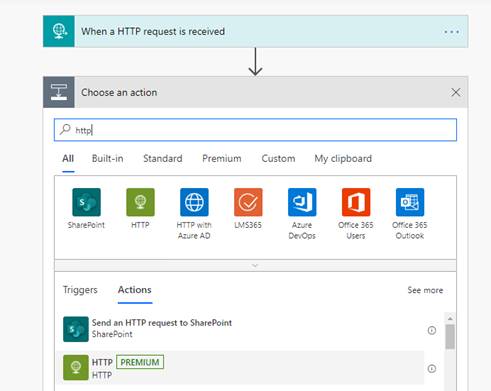 When a HTTP request is received
Choose an action
http
All Built-in Standard Premium Custom My clipboard
SharePoint HTTP HTTP with Azure AD LMS365 Azure DevOps Office 365 Users Office 365 Outlook
Triggers Actions See more
Send an HTTP request to SharePoint
SharePoint
HTTP PREMIUM
HTTP